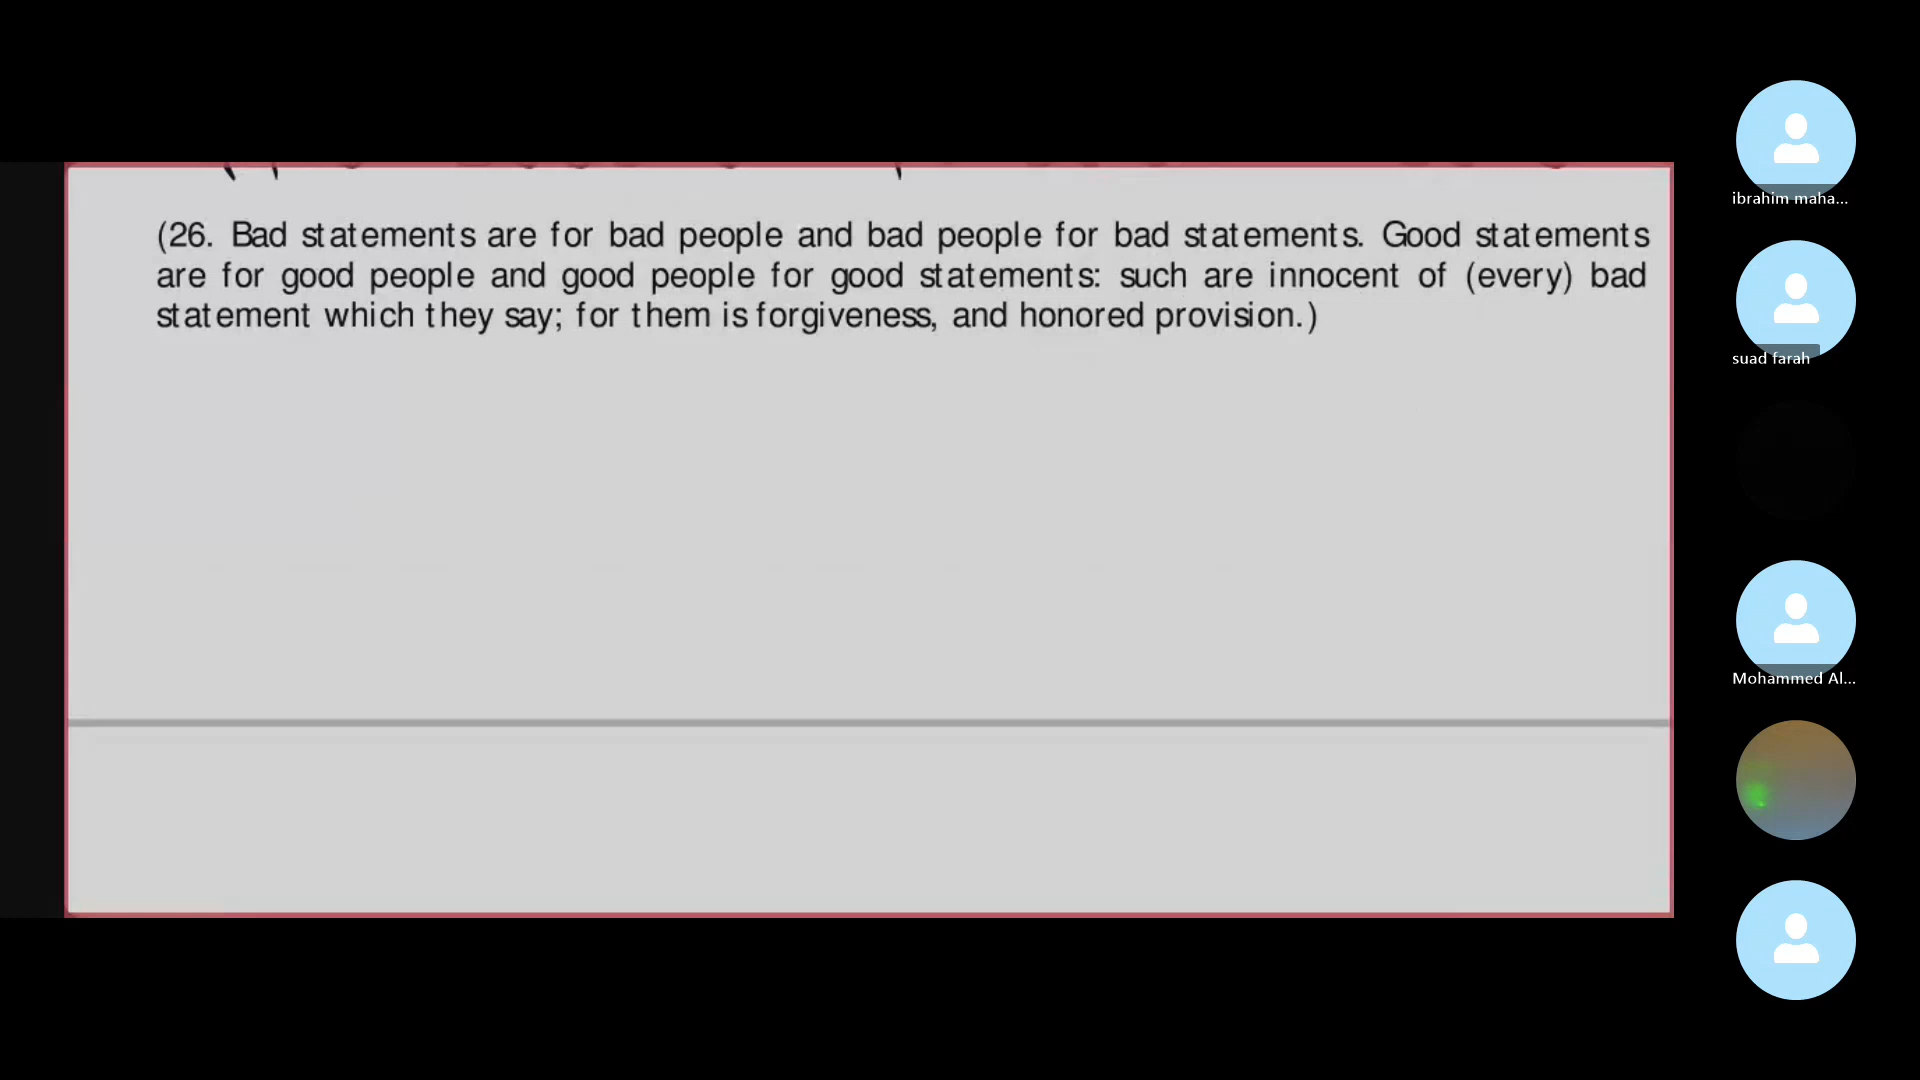 (26. Bad statements are for bad people and bad people for bad statements. Good statements
are for good people and good people for good statements: such are innocent of (every) bad
statement which they say; for them is forgiveness, and honored provision.)
ibrahim maha...
suad farah
Mohammed Al...